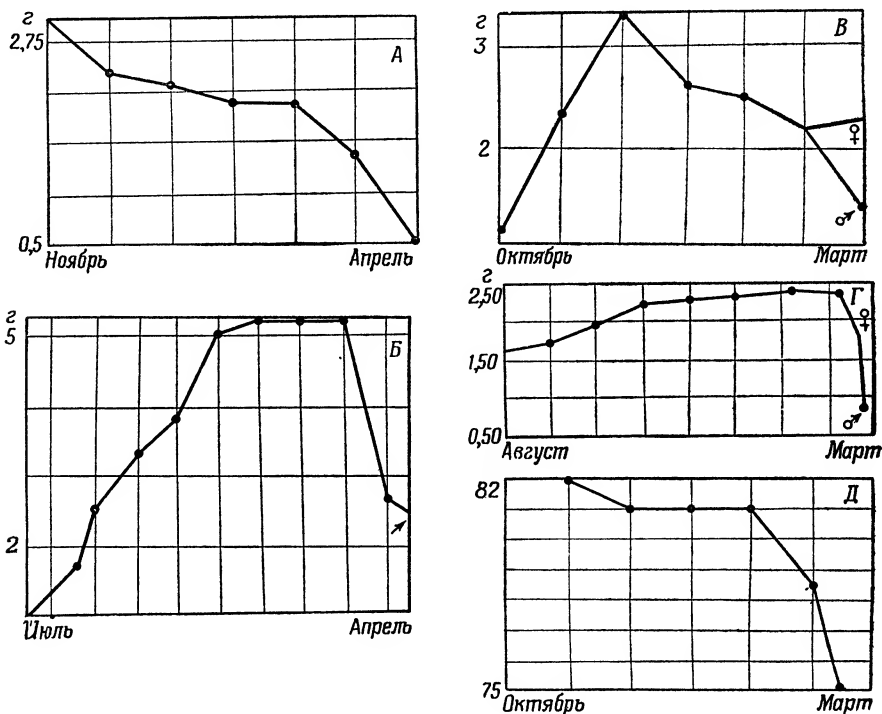 г
2,75
А
0,5
Ноябрь Апрель
г
3
В
2
♀
♂
Октябрь Март
г
5
Б
2
Июль Апрель
г
2,50
Г
♀
1,50
♂
0,50
Август Март
82
Д
75
Октябрь Март